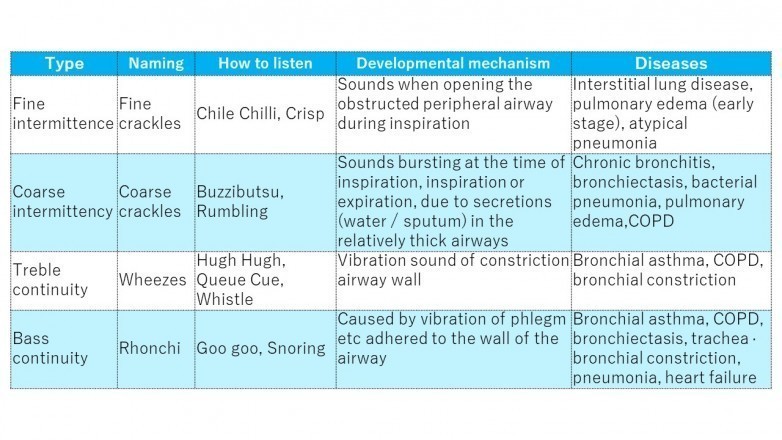 Type Naming How to listen Developmental mechanism Diseases
Fine
intermittence
Fine
crackles
Chile Chilli, Crisp
Sounds when opening the
obstructed peripheral airway
during inspiration
Interstitial lung disease,
pulmonary edema (early
stage), atypical
pneumonia
Coarse
intermittency
Coarse
crackles
Buzzibutsu,
Rumbling
Sounds bursting at the time of
inspiration, inspiration or
expiration, due to secretions
(water / sputum) in the
relatively thick airways
Chronic bronchitis,
bronchiectasis, bacterial
pneumonia, pulmonary
edema,COPD
Treble
continuity
Wheezes
Hugh Hugh,
Queue Cue,
Whistle
Vibration sound of constriction
airway wall
Bronchial asthma, COPD,
bronchial constriction
Bass
continuity
Rhonchi
Goo goo, Snoring
Caused by vibration of phlegm
etc adhered to the wall of the
airway
Bronchial asthma, COPD,
bronchiectasis, trachea·
bronchial constriction,
pneumonia, heart failure